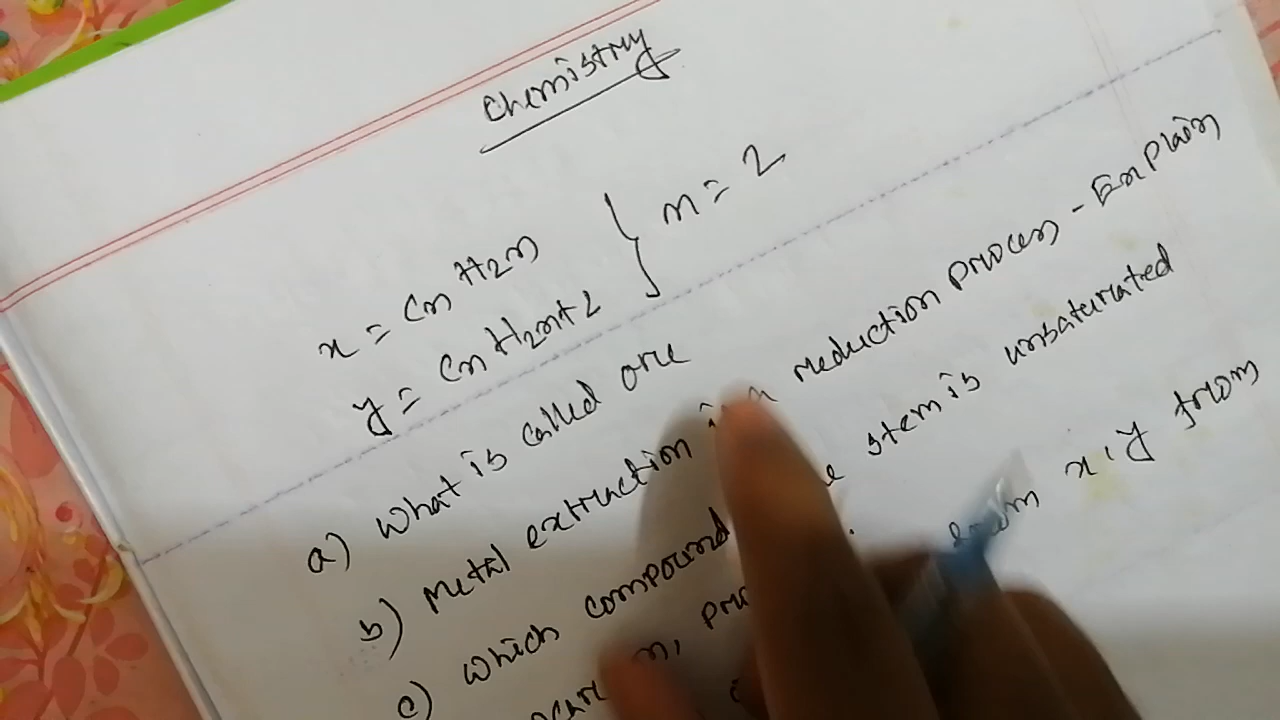 Chemistry
x = CnH2n
y = CnH2n+2 } n = 2
a) What is called ore
b) Metal extraction is a reduction process - Explain
c) Which compound stem is unsaturated
from x, y from